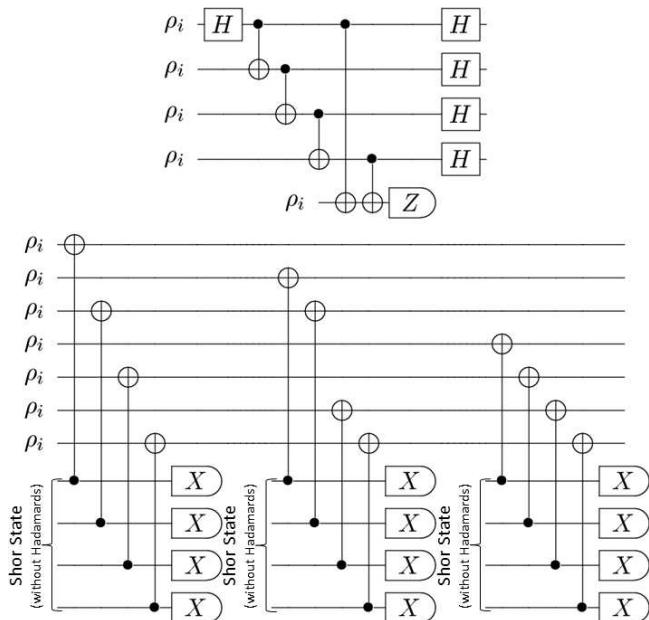 ρi H H
ρi H
ρi H
ρi H
ρi Z
ρi
ρi
ρi
ρi
ρi
ρi
ρi
Shor State
(without Hadamards)
X
X
X
X
Shor State
(without Hadamards)
X
X
X
X
Shor State
(without Hadamards)
X
X
X
X